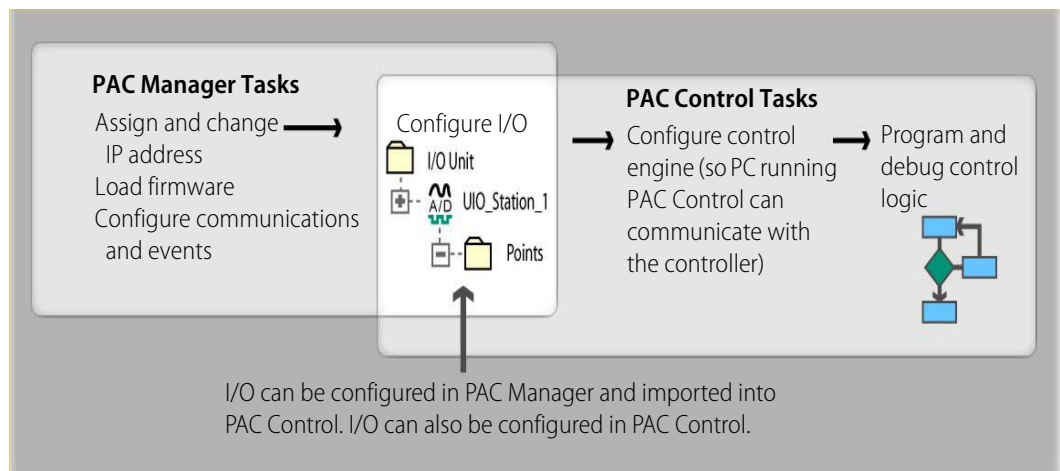 PAC Manager Tasks
Assign and change
IP address
Load firmware
Configure communications
and events
Configure I/O
I/O Unit
A/D
UIO_Station_1
Points
PAC Control Tasks
Configure control
engine (so PC running
PAC Control can
communicate with
the controller)
Program and
debug control
logic
I/O can be configured in PAC Manager and imported into
PAC Control. I/O can also be configured in PAC Control.